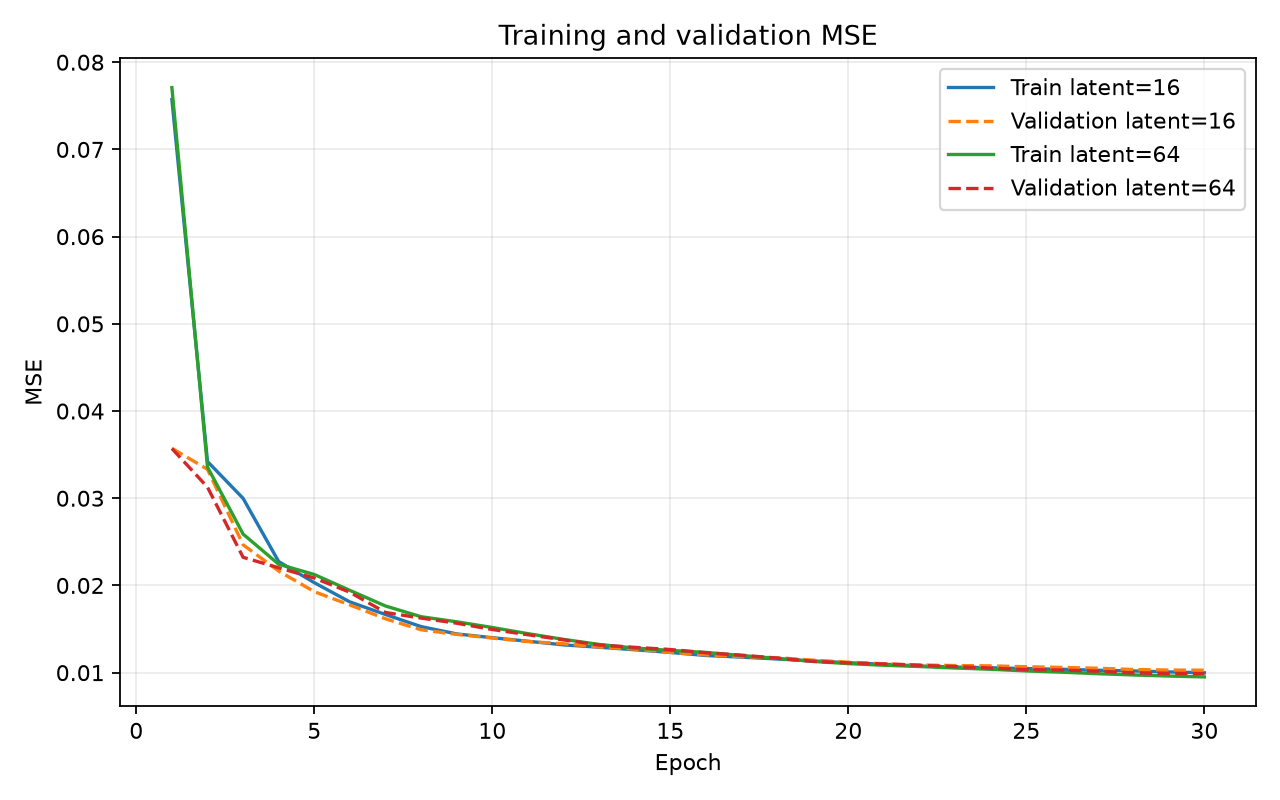 Training and validation MSE
0.08
0.07
0.06
0.05
0.04
0.03
0.02
0.01
MSE
Train latent=16
Validation latent=16
Train latent=64
Validation latent=64
0 5 10 15 20 25 30
Epoch